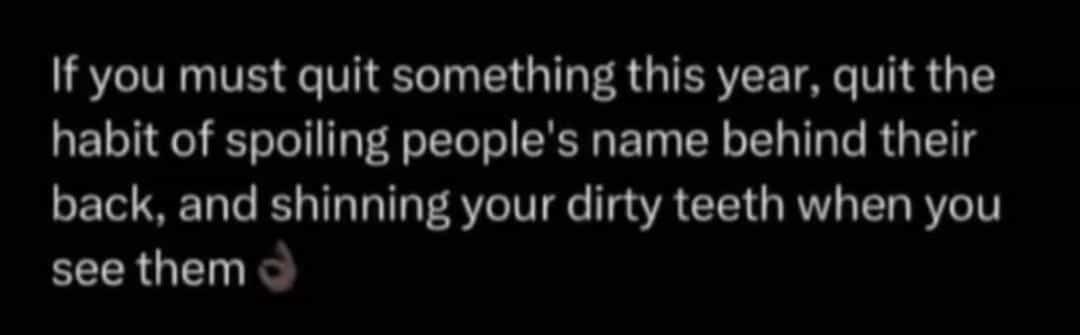 If you must quit something this year, quit the
habit of spoiling people's name behind their
back, and shinning your dirty teeth when you
see them 👌🏿